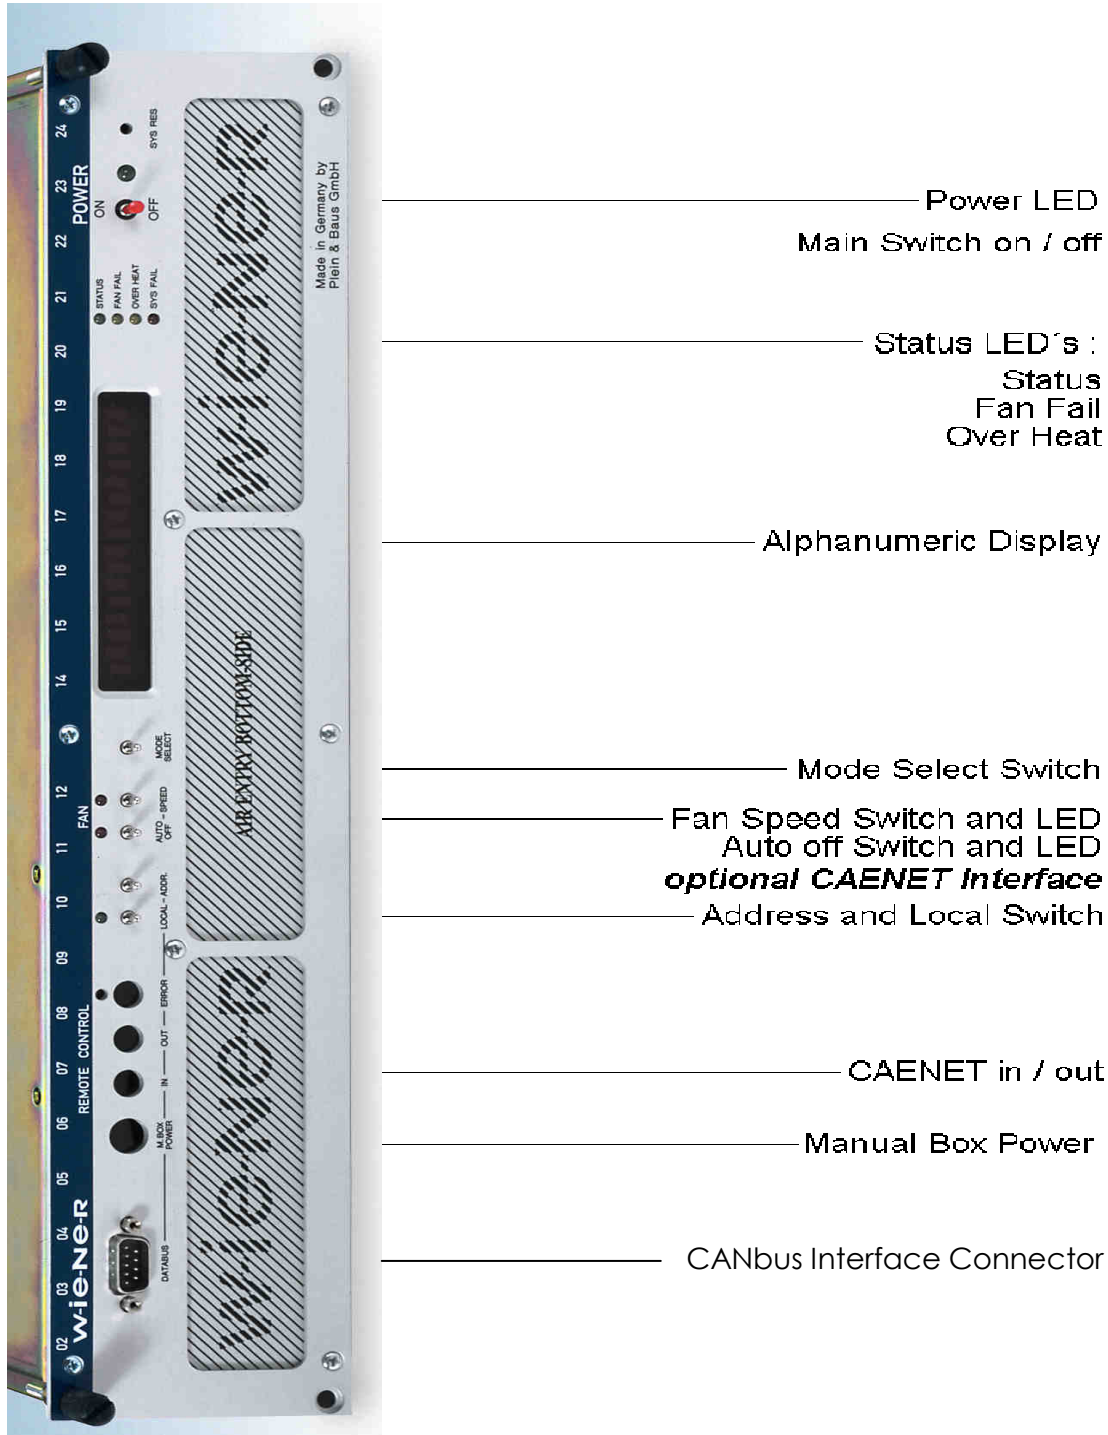 02 03 04 05 06 07 08 09 10 11 12 14 15 16 17 18 19 20 21 22 23 24
W-ie-Ne-R
REMOTE CONTROL
FAN
POWER
ON
OFF
SYS RES
STATUS
FAN FAIL
OVER HEAT
SYS FAIL
MODE
SELECT
AUTO – SPEED
OFF
LOCAL – ADDR.
DATABUS
M.BOX
POWER
IN
OUT
ERROR
W-ie-Ne-R
AIR ENTRY BOTTOM-SIDE
W-ie-Ne-R
Made in Germany by
Plein & Baus GmbH
Power LED
Main Switch on / off
Status LED´s :
Status
Fan Fail
Over Heat
Alphanumeric Display
Mode Select Switch
Fan Speed Switch and LED
Auto off Switch and LED
optional CAENET Interface
Address and Local Switch
CAENET in / out
Manual Box Power
CANbus Interface Connector